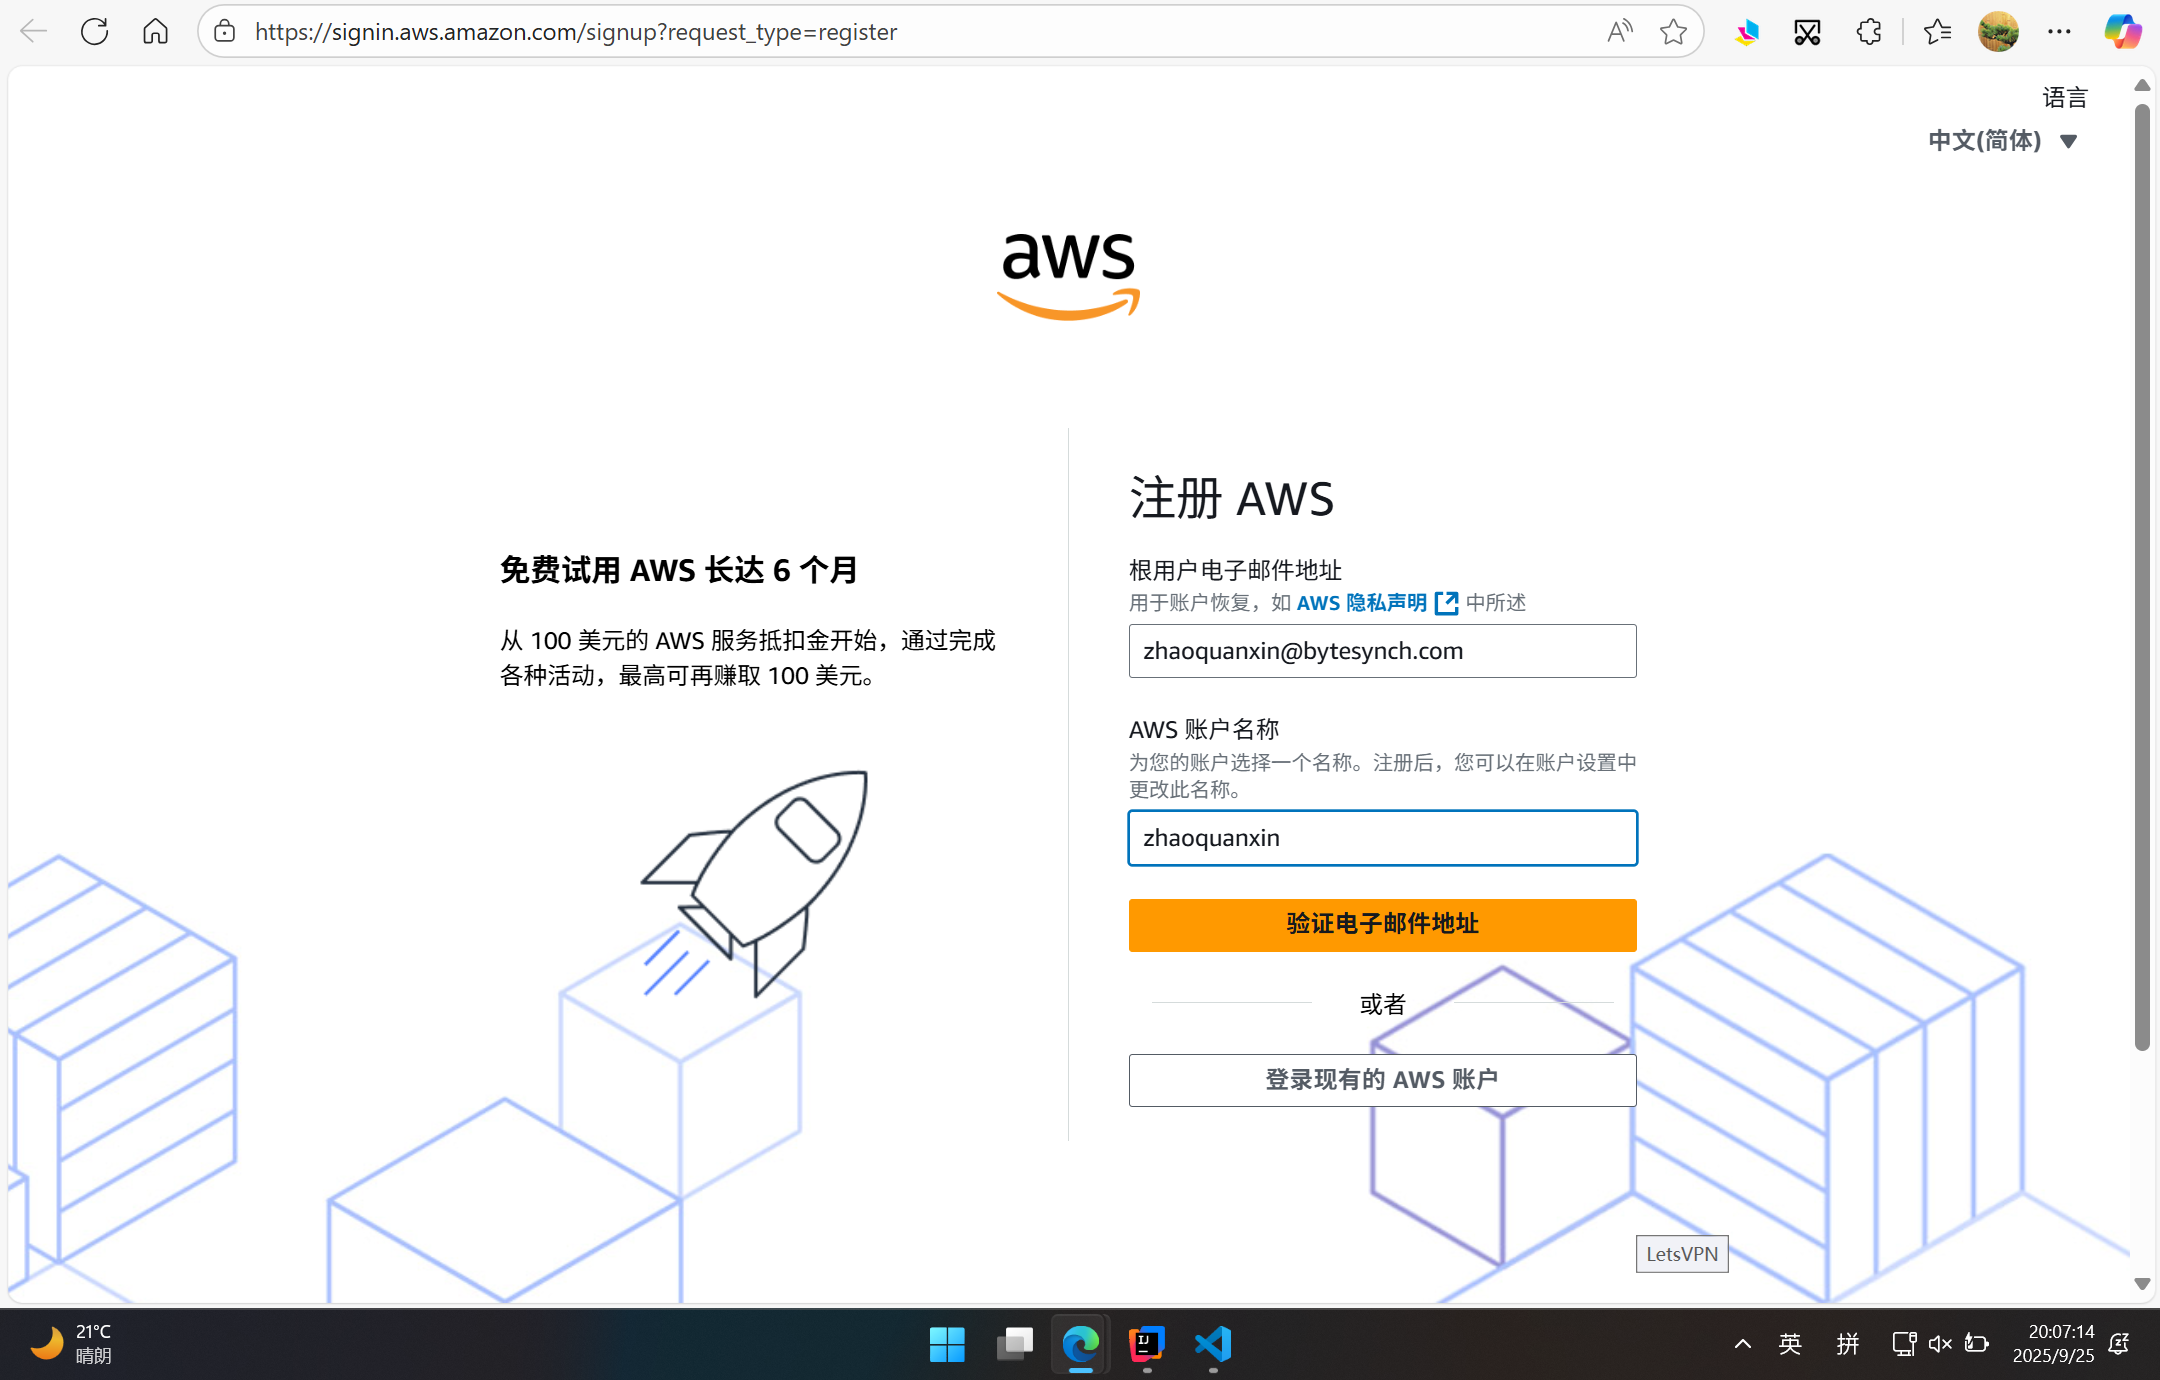 https://signin.aws.amazon.com/signup?request_type=register
语言
中文(简体)
aws
注册 AWS
免费试用 AWS 长达 6 个月
从 100 美元的 AWS 服务抵扣金开始，通过完成
各种活动，最高可再赚取 100 美元。
根用户电子邮件地址
用于账户恢复，如 AWS 隐私声明 中所述
zhaoquanxin@bytesynch.com
AWS 账户名称
为您的账户选择一个名称。注册后，您可以在账户设置中
更改此名称。
zhaoquanxin
验证电子邮件地址
或者
登录现有的 AWS 账户
LetsVPN
21°C
晴朗
英
拼
20:07:14
2025/9/25